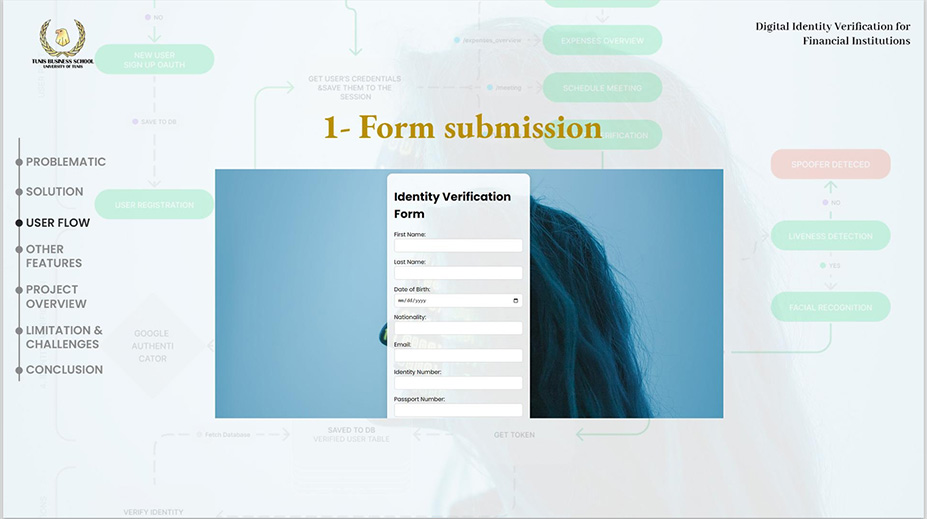 TUNIS BUSINESS SCHOOL
UNIVERSITY OF TUNIS
Digital Identity Verification for
Financial Institutions
NO
NEW USER
SIGN UP OAUTH
SAVE TO DB
USER REGISTRATION
GET USER'S CREDENTIALS
&SAVE THEM TO THE
SESSION
/expenses_overview
EXPENSES OVERVIEW
/meeting
SCHEDULE MEETING
1- Form submission
PROBLEMATIC
SOLUTION
USER FLOW
OTHER
FEATURES
PROJECT
OVERVIEW
LIMITATION &
CHALLENGES
CONCLUSION
Identity Verification
Form
First Name:
Last Name:
Date of Birth:
mm/dd/yyyy
Nationality:
Email:
Identity Number:
Passport Number:
SPOOFER DETECED
NO
LIVENESS DETECTION
YES
FACIAL RECOGNITION
GOOGLE
AUTHENTI
CATOR
Fetch Database
SAVED TO DB
VERIFIED USER TABLE
GET TOKEN
VERIFY IDENTITY